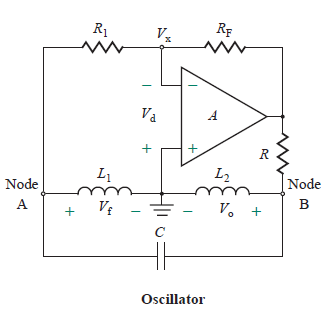 R1 Vx RF
− −
Vd A
+ +
R
Node L1 L2 Node
A + Vf − − Vo + B
C
Oscillator